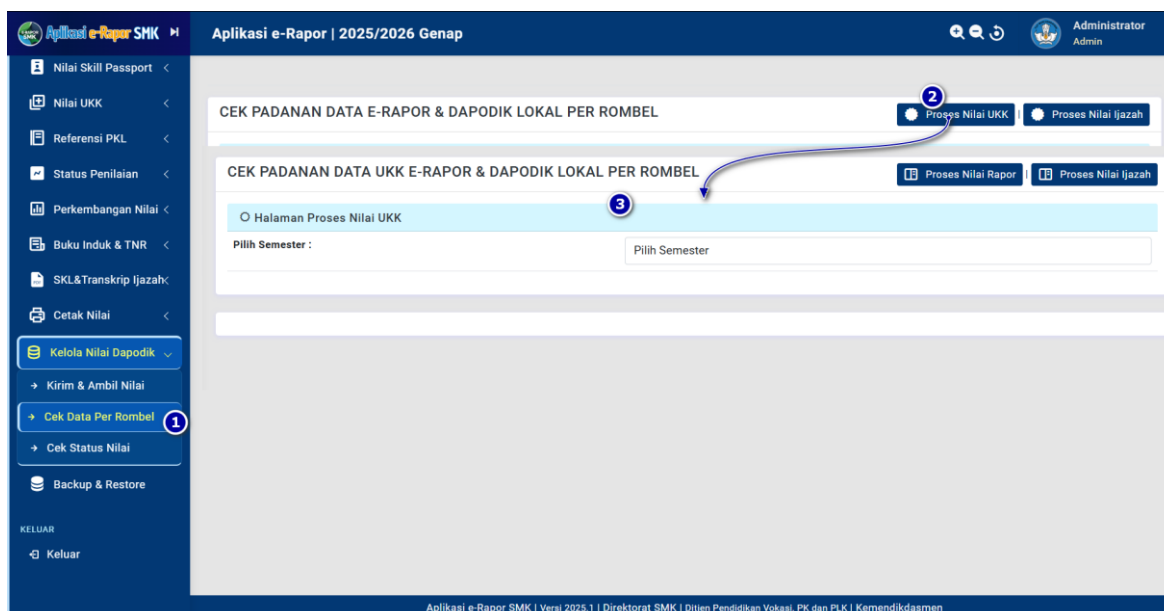 Aplikasi e-Rapor SMK
Aplikasi e-Rapor | 2025/2026 Genap
Administrator
Admin
Nilai Skill Passport
Nilai UKK
Referensi PKL
Status Penilaian
Perkembangan Nilai
Buku Induk & TNR
SKL&Transkrip Ijazah
Cetak Nilai
Kelola Nilai Dapodik
Kirim & Ambil Nilai
Cek Data Per Rombel
1
Cek Status Nilai
Backup & Restore
KELUAR
Keluar
CEK PADANAN DATA E-RAPOR & DAPODIK LOKAL PER ROMBEL
2
Proses Nilai UKK | Proses Nilai Ijazah
CEK PADANAN DATA UKK E-RAPOR & DAPODIK LOKAL PER ROMBEL
Proses Nilai Rapor | Proses Nilai Ijazah
3
Halaman Proses Nilai UKK
Pilih Semester :
Pilih Semester
Aplikasi e-Rapor SMK | Versi 2025.1 | Direktorat SMK | Ditjen Pendidikan Vokasi, PK dan PLK | Kemendikdasmen